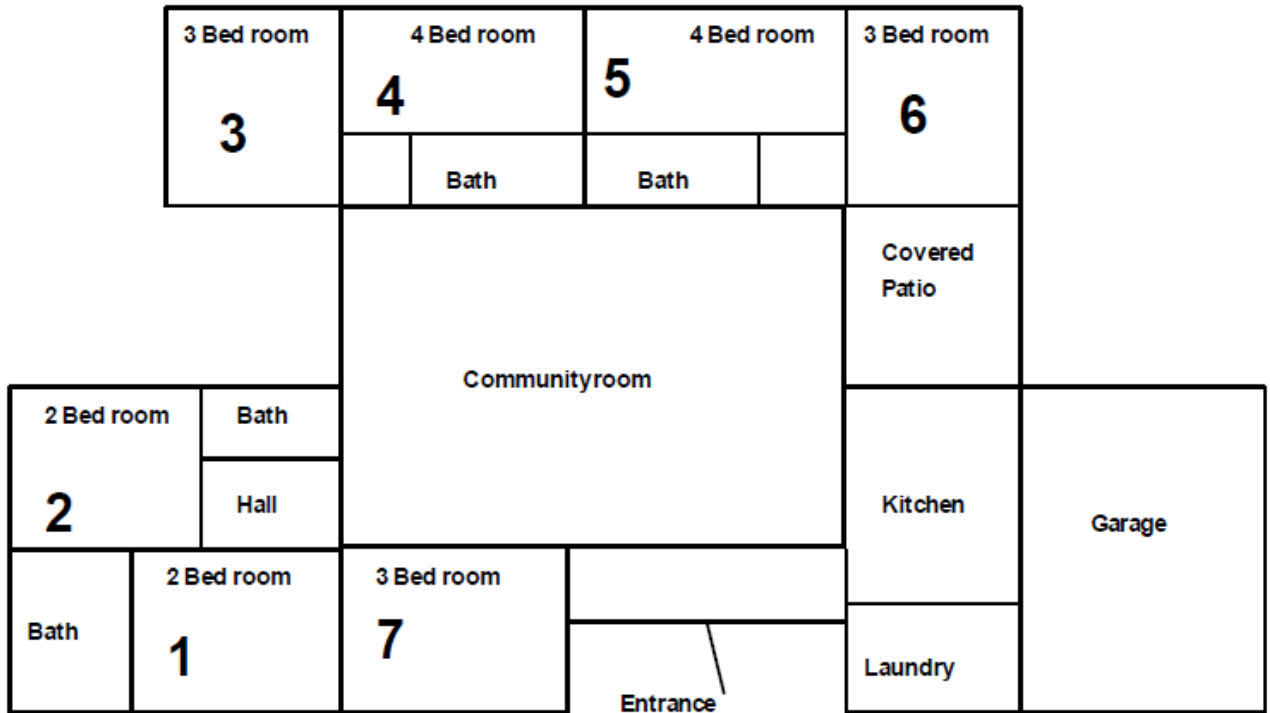 3 Bed room
4 Bed room
4 Bed room
3 Bed room
3
4
5
6
Bath
Bath
Covered
Patio
Communityroom
2 Bed room
Bath
2
Hall
Kitchen
Garage
2 Bed room
3 Bed room
Bath
1
7
Laundry
Entrance